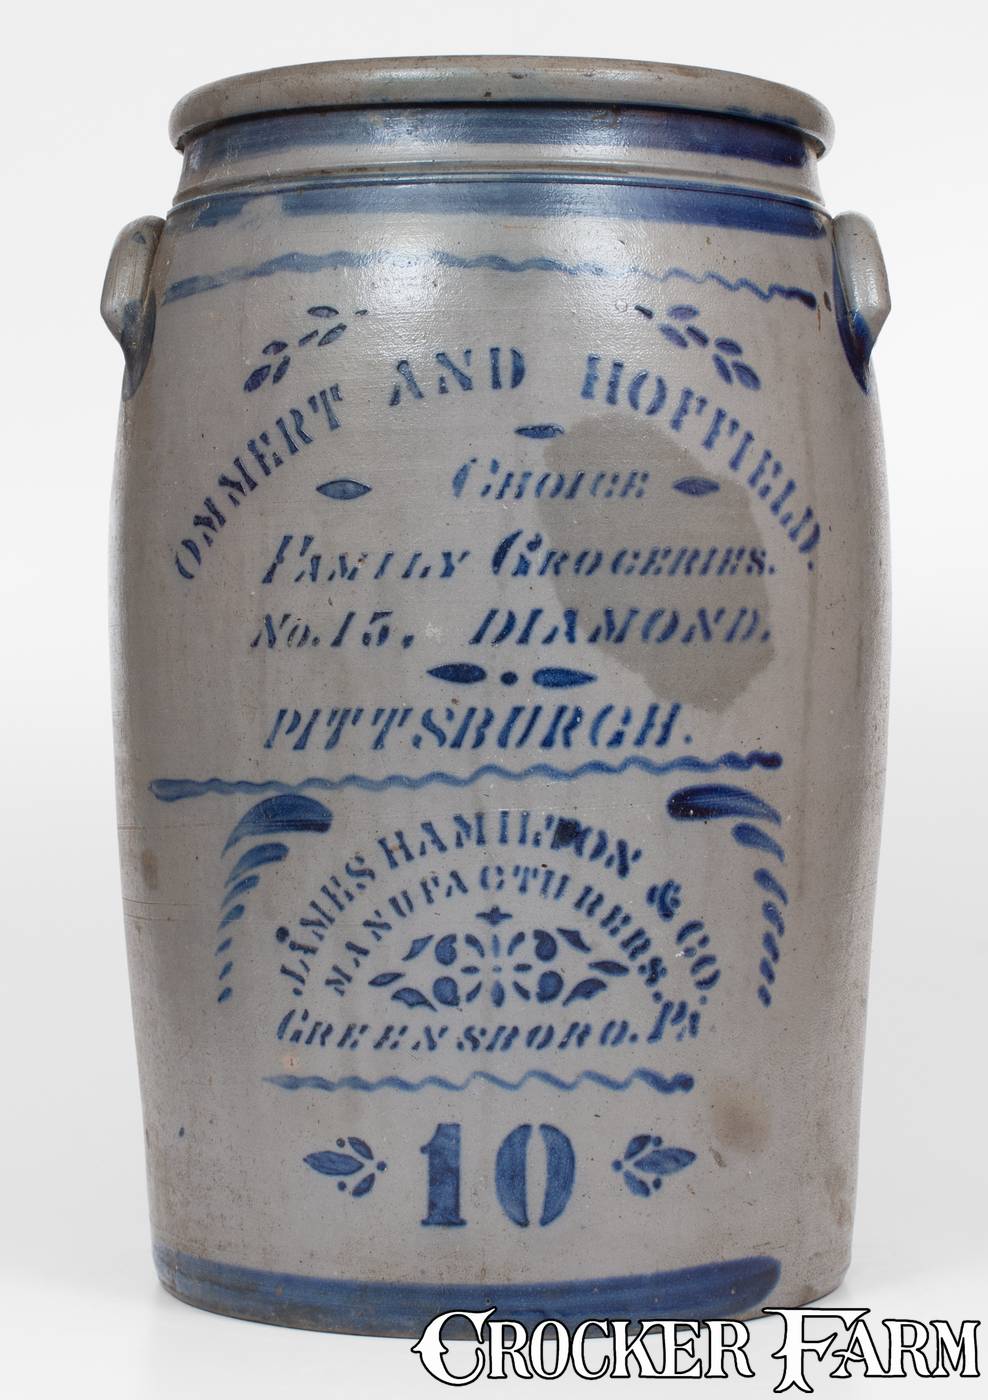 OMMERT AND HOFFIELD.
CHOICE
FAMILY GROCERIES.
No. 15, DIAMOND.
PITTSBURGH.
JAMES HAMILTON & CO.
MANUFACTURERS.
GREENSBORO. PA
10
CROCKER FARM